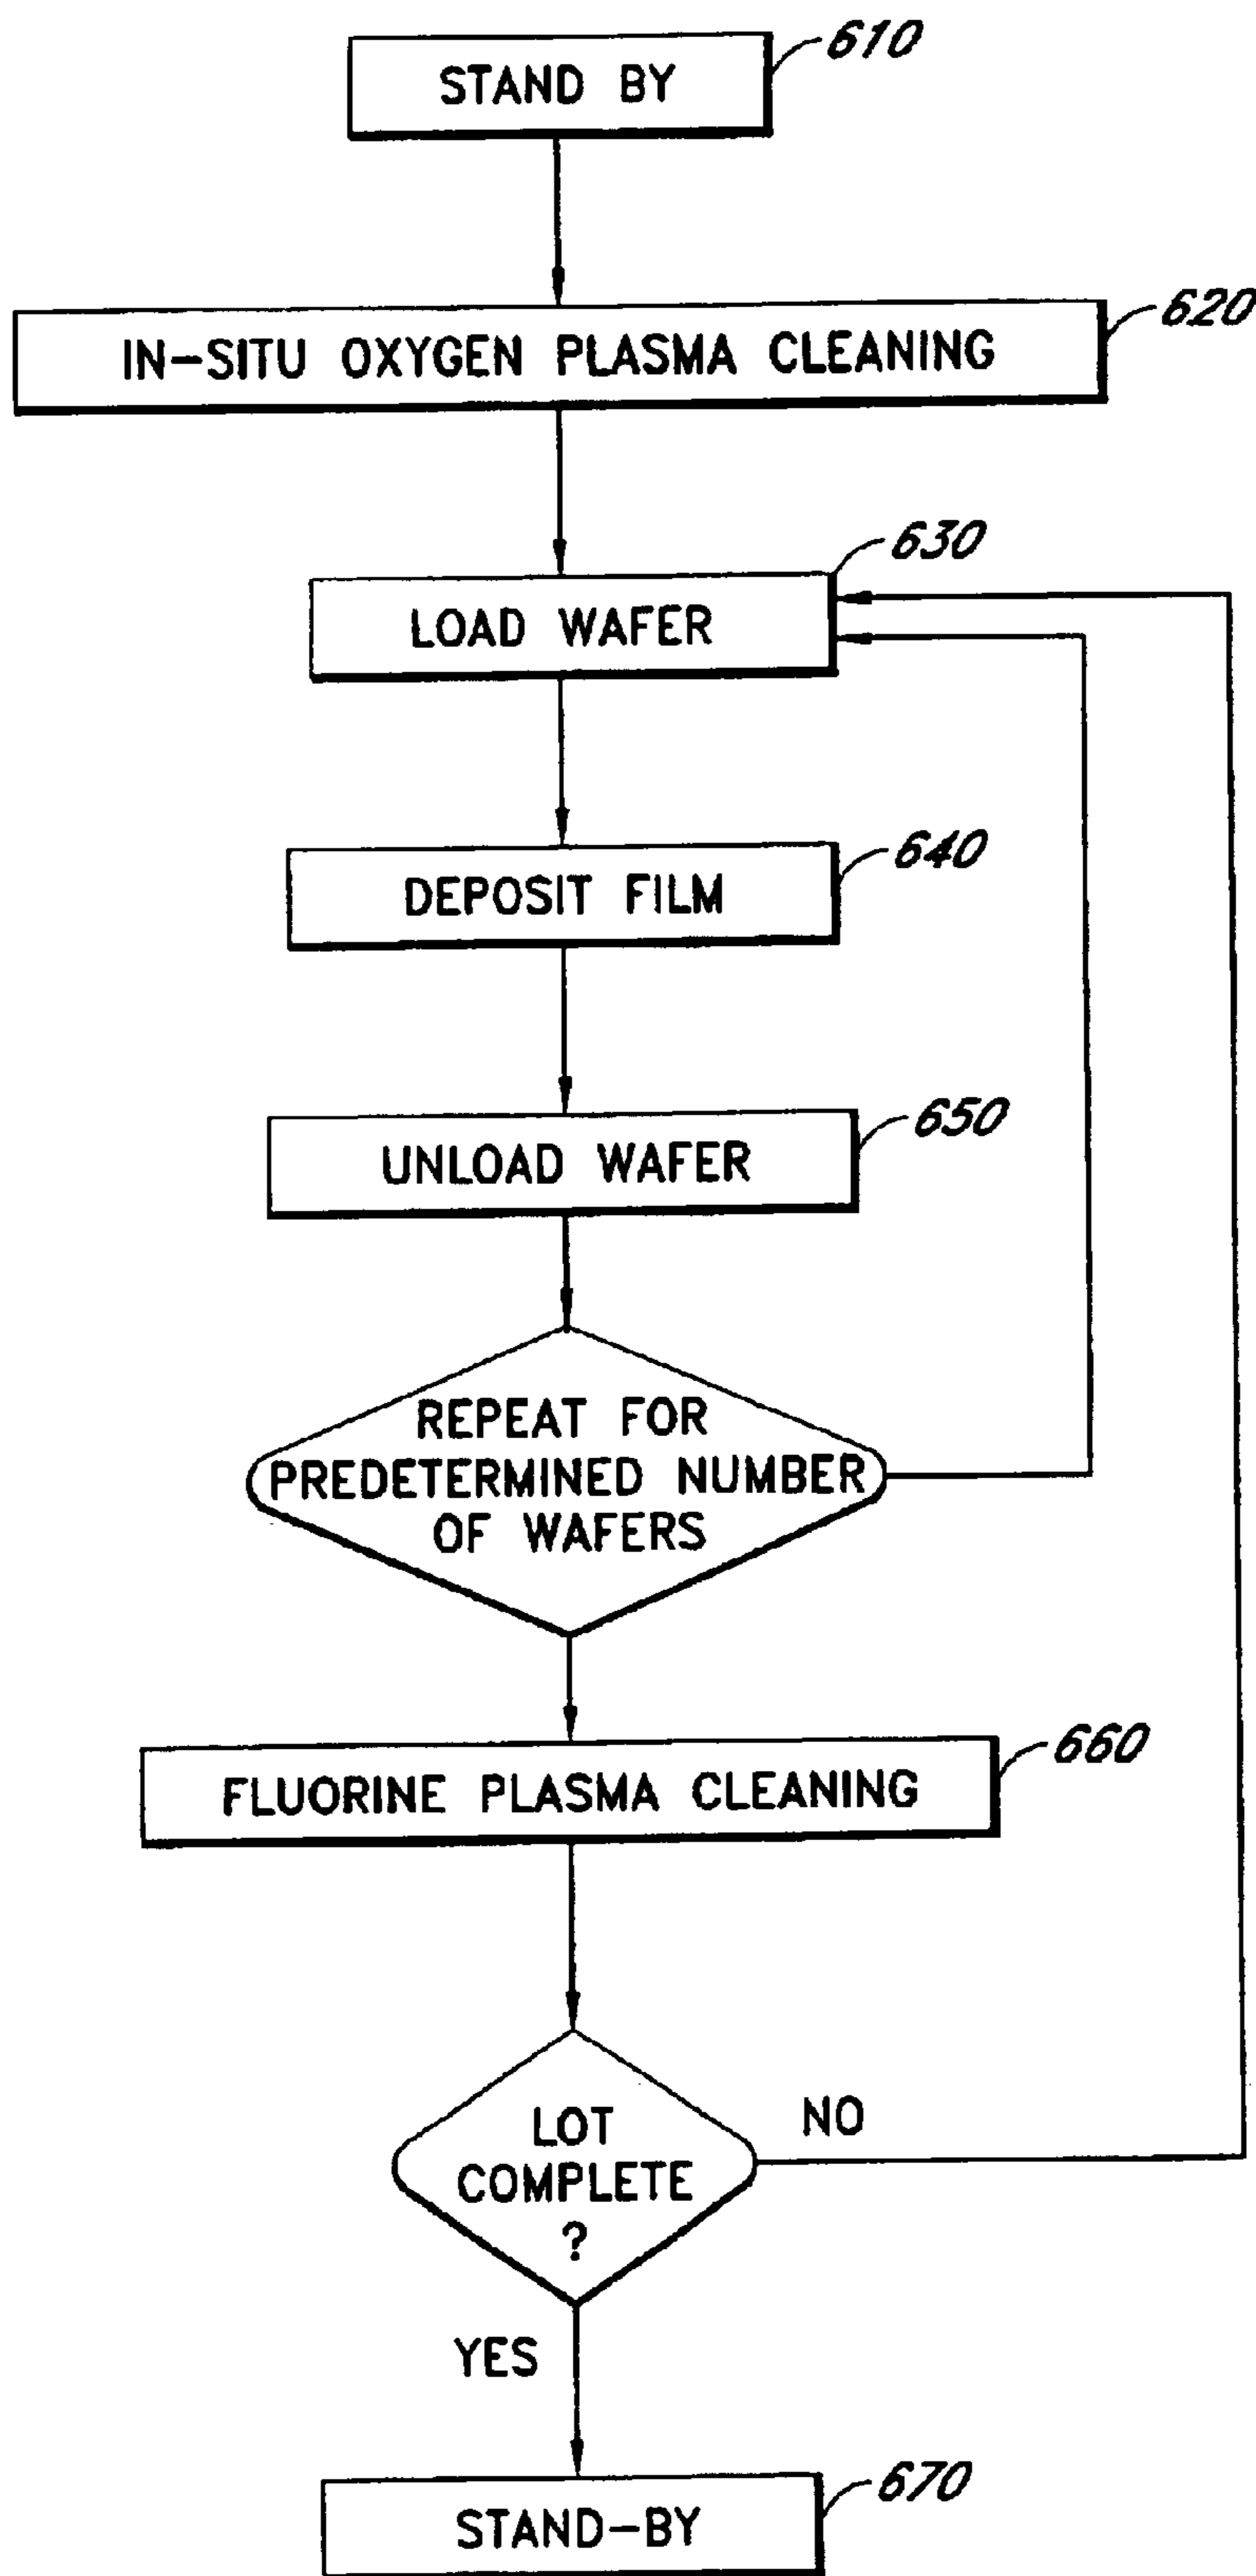 610
STAND BY
620
IN-SITU OXYGEN PLASMA CLEANING
630
LOAD WAFER
640
DEPOSIT FILM
650
UNLOAD WAFER
REPEAT FOR
PREDETERMINED NUMBER
OF WAFERS
660
FLUORINE PLASMA CLEANING
LOT
COMPLETE
?
NO
YES
670
STAND-BY